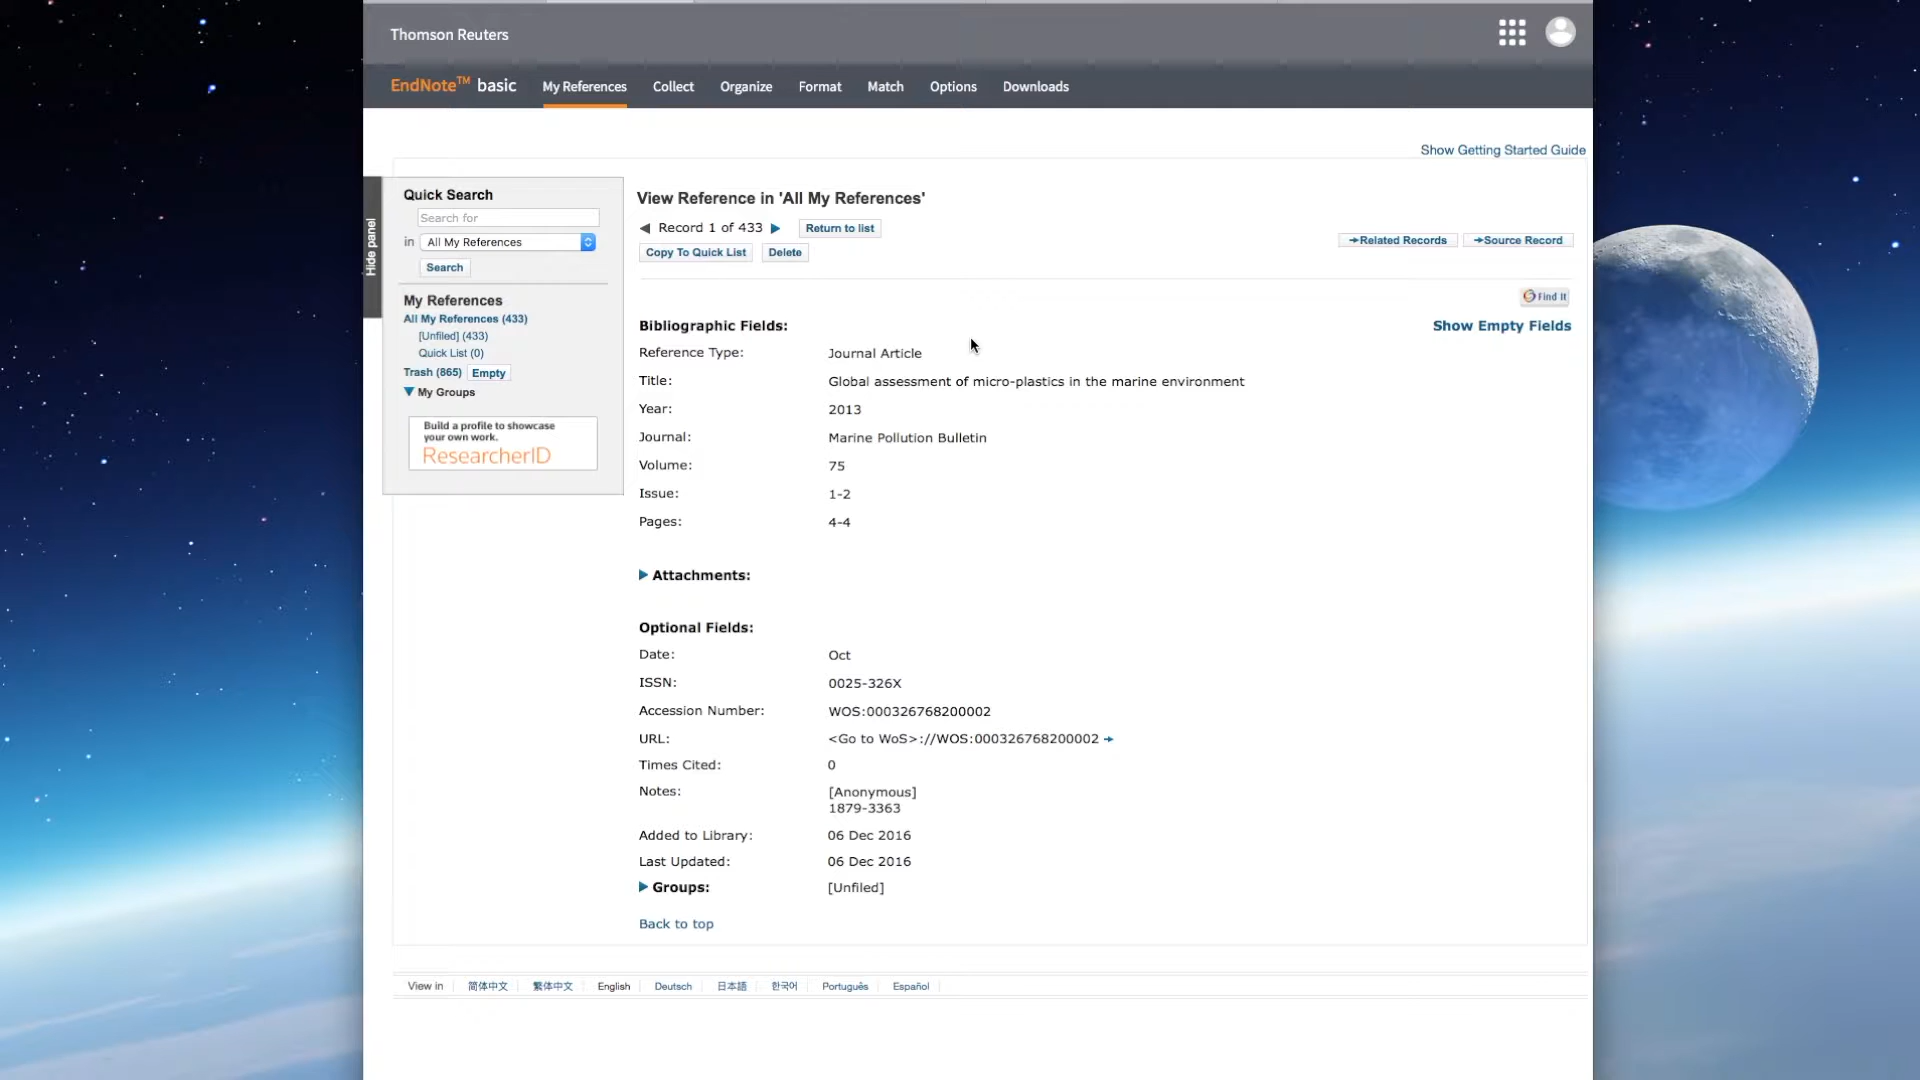 Thomson Reuters
EndNote™ basic
My References
Collect
Organize
Format
Match
Options
Downloads
Show Getting Started Guide
Hide panel
Quick Search
Search for
in All My References
Search
My References
All My References (433)
[Unfiled] (433)
Quick List (0)
Trash (865) Empty
▼ My Groups
Build a profile to showcase
your own work.
ResearcherID
View Reference in 'All My References'
◀ Record 1 of 433 ▶ Return to list
Copy To Quick List Delete
➔Related Records ➔Source Record
Find It
Bibliographic Fields: Show Empty Fields
Reference Type: Journal Article
Title: Global assessment of micro-plastics in the marine environment
Year: 2013
Journal: Marine Pollution Bulletin
Volume: 75
Issue: 1-2
Pages: 4-4
▶ Attachments:
Optional Fields:
Date: Oct
ISSN: 0025-326X
Accession Number: WOS:000326768200002
URL: <Go to WoS>://WOS:000326768200002 ➔
Times Cited: 0
Notes: [Anonymous]
1879-3363
Added to Library: 06 Dec 2016
Last Updated: 06 Dec 2016
▶ Groups: [Unfiled]
Back to top
View in 简体中文 繁体中文 English Deutsch 日本語 한국어 Português Español